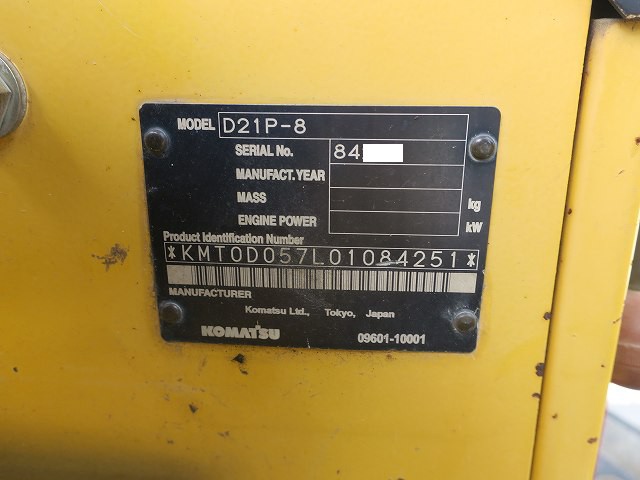 MODEL D21P-8
SERIAL No. 84
MANUFACT.YEAR
MASS kg
ENGINE POWER kW
Product Identification Number
*KMT0D057L01084251*
MANUFACTURER
Komatsu Ltd., Tokyo, Japan
KOMATSU 09601-10001